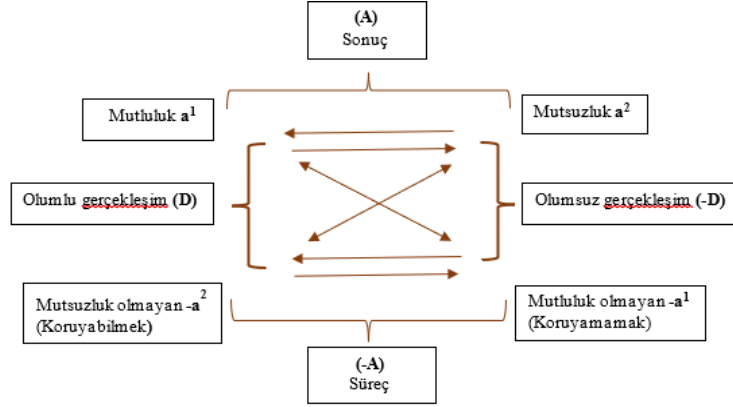 (A)
Sonuç
Mutluluk a¹
Mutsuzluk a²
Olumlu gerçekleşim (D)
Olumsuz gerçekleşim (-D)
Mutsuzluk olmayan -a²
(Koruyabilmek)
Mutluluk olmayan -a¹
(Koruyamamak)
(-A)
Süreç